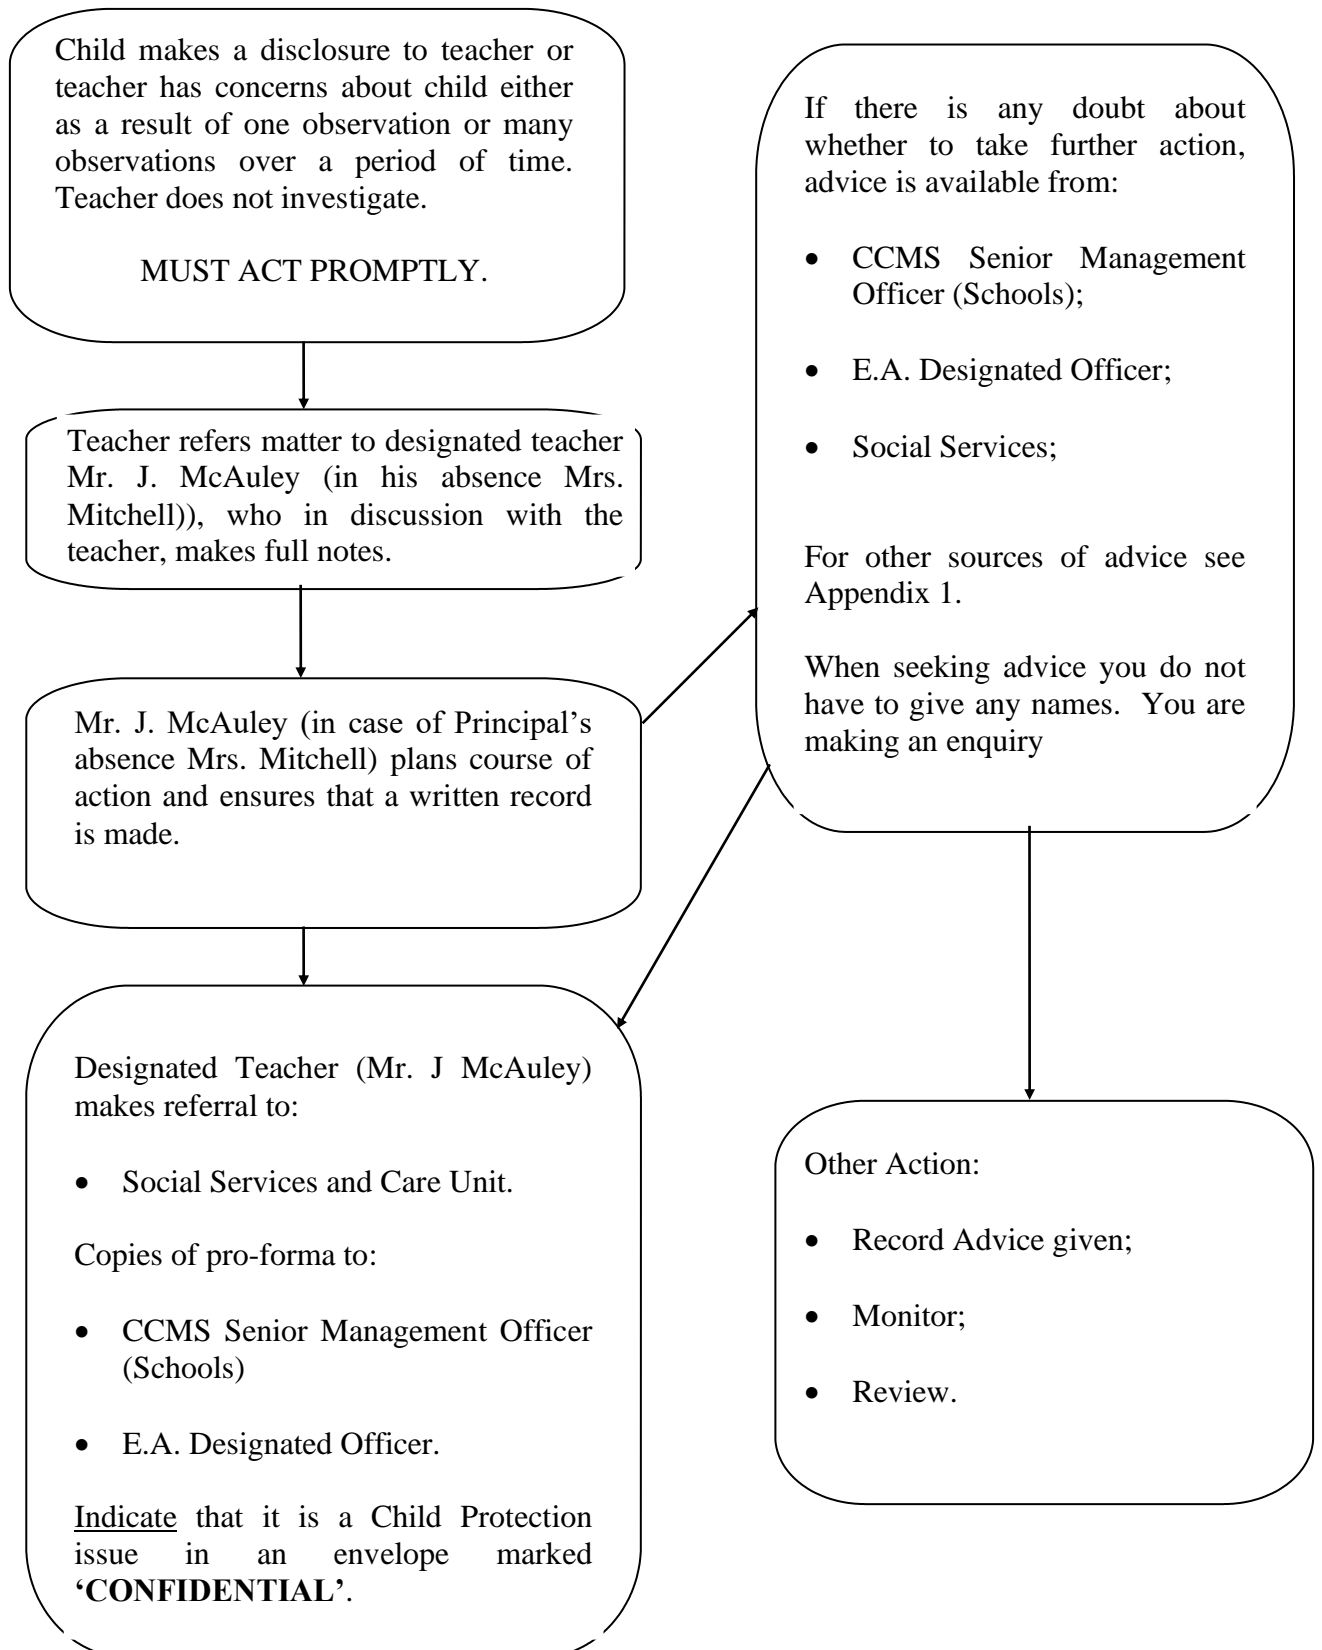 Child makes a disclosure to teacher or
teacher has concerns about child either
as a result of one observation or many
observations over a period of time.
Teacher does not investigate.
MUST ACT PROMPTLY.
Teacher refers matter to designated teacher
Mr. J. McAuley (in his absence Mrs.
Mitchell)), who in discussion with the
teacher, makes full notes.
Mr. J. McAuley (in case of Principal’s
absence Mrs. Mitchell) plans course of
action and ensures that a written record
is made.
Designated Teacher (Mr. J McAuley)
makes referral to:
• Social Services and Care Unit.
Copies of pro-forma to:
• CCMS Senior Management Officer
(Schools)
• E.A. Designated Officer.
Indicate that it is a Child Protection
issue in an envelope marked
‘CONFIDENTIAL’.
If there is any doubt about
whether to take further action,
advice is available from:
• CCMS Senior Management
Officer (Schools);
• E.A. Designated Officer;
• Social Services;
For other sources of advice see
Appendix 1.
When seeking advice you do not
have to give any names. You are
making an enquiry
Other Action:
• Record Advice given;
• Monitor;
• Review.